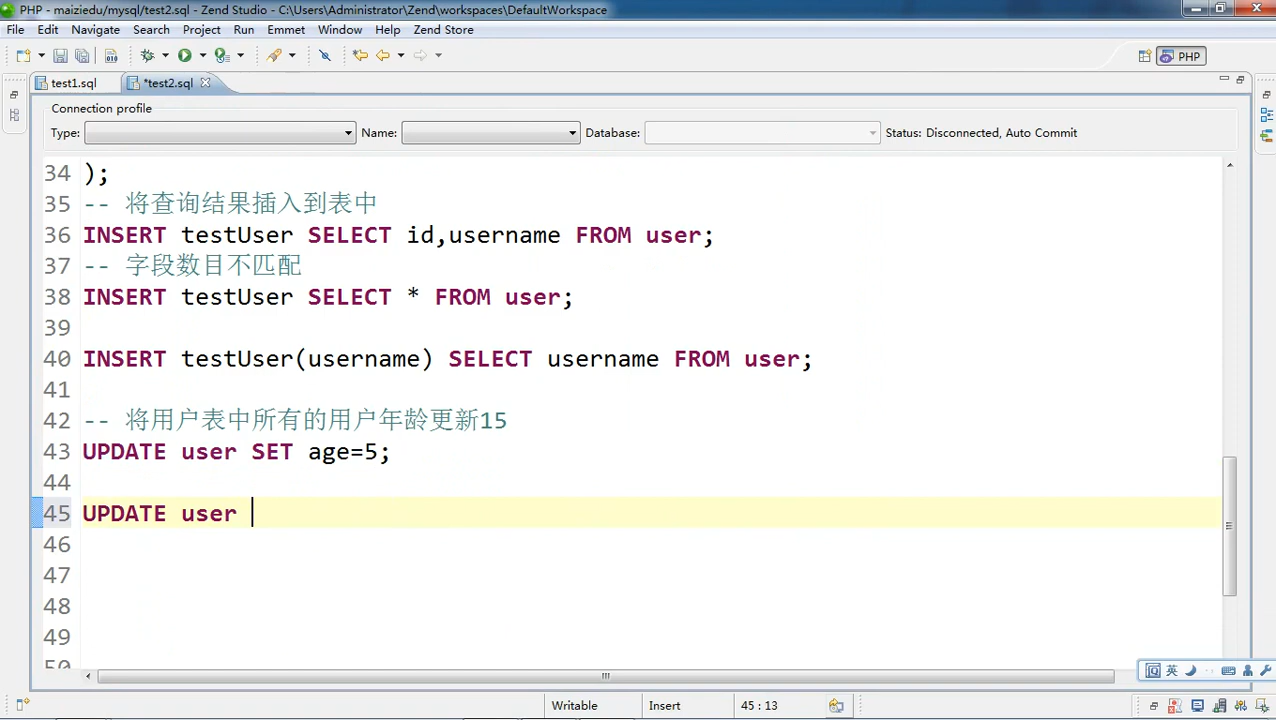 PHP - maiziedu/mysql/test2.sql - Zend Studio - C:\Users\Administrator\Zend\workspaces\DefaultWorkspace
File Edit Navigate Search Project Run Emmet Window Help Zend Store
PHP
test1.sql *test2.sql
Connection profile
Type: Name: Database: Status: Disconnected, Auto Commit
34 );
35 -- 将查询结果插入到表中
36 INSERT testUser SELECT id,username FROM user;
37 -- 字段数目不匹配
38 INSERT testUser SELECT * FROM user;
39
40 INSERT testUser(username) SELECT username FROM user;
41
42 -- 将用户表中所有的用户年龄更新15
43 UPDATE user SET age=5;
44
45 UPDATE user
46
47
48
49
50
英
Writable Insert 45 : 13